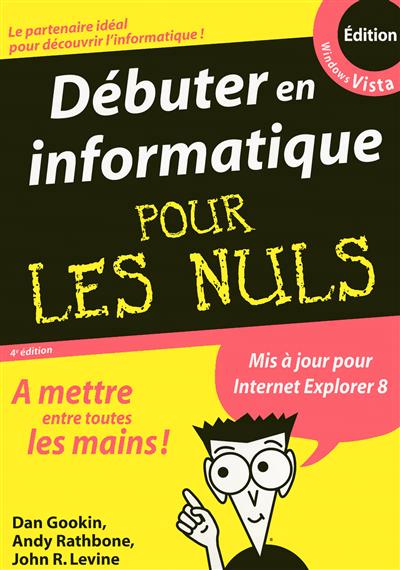 Le partenaire idéal
pour découvrir l'informatique !
Édition
Windows Vista
Débuter en
informatique
POUR
LES NULS
4e édition
Mis à jour pour
Internet Explorer 8
A mettre
entre toutes
les mains !
Dan Gookin,
Andy Rathbone,
John R. Levine